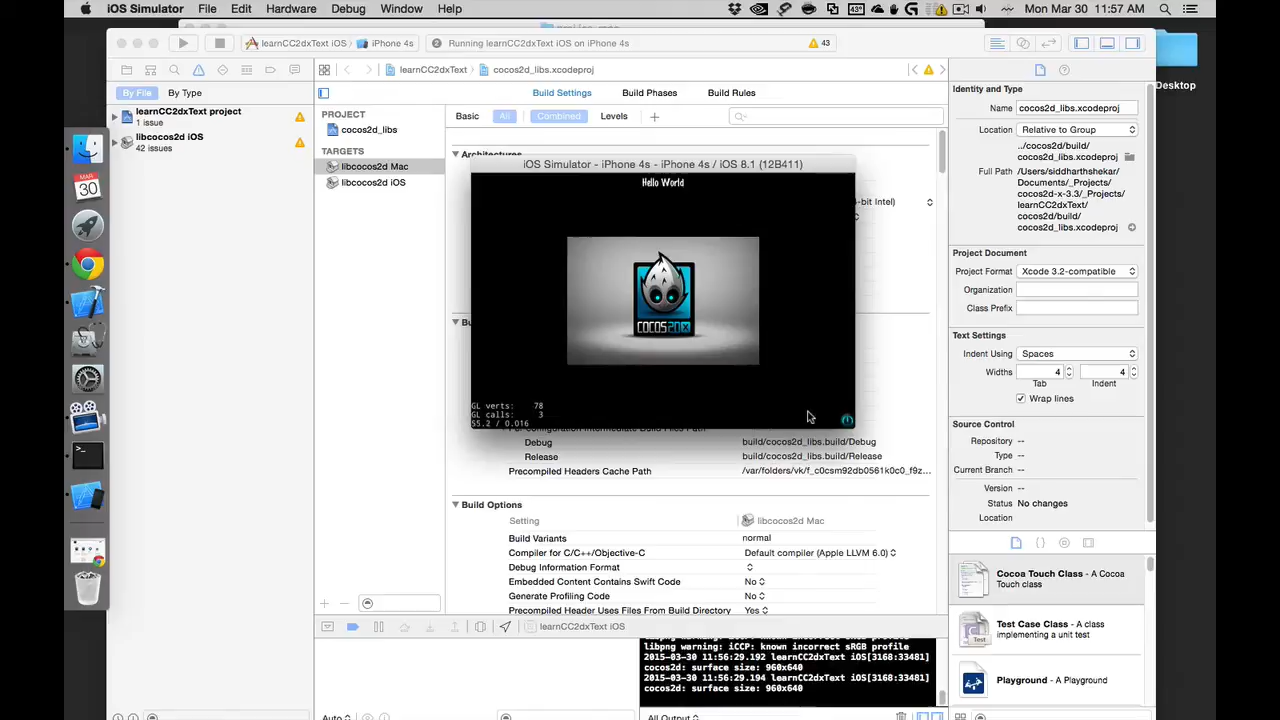 iOS Simulator File Edit Hardware Debug Window Help
43° Mon Mar 30 11:57 AM
Desktop
learnCC2dxText iOS iPhone 4s
2 Running learnCC2dxText iOS on iPhone 4s
43
learnCC2dxText cocos2d_libs.xcodeproj
By File By Type
learnCC2dxText project
1 issue
libcocos2d iOS
42 issues
Build Settings Build Phases Build Rules
PROJECT
cocos2d_libs
TARGETS
libcocos2d Mac
libcocos2d iOS
Basic All Combined Levels
Architectures
-bit Intel)
iOS Simulator - iPhone 4s - iPhone 4s / iOS 8.1 (12B411)
Hello World
COCOS2DX
GL verts: 78
GL calls: 3
55.2 / 0.016
Debug build/cocos2d_libs.build/Debug
Release build/cocos2d_libs.build/Release
Precompiled Headers Cache Path /var/folders/vk/f_c0csm92db0561k0c0_f9z...
Build Options
Setting libcocos2d Mac
Build Variants normal
Compiler for C/C++/Objective-C Default compiler (Apple LLVM 6.0)
Debug Information Format
Embedded Content Contains Swift Code No
Generate Profiling Code No
Precompiled Header Uses Files From Build Directory Yes
learnCC2dxText iOS
libpng warning: iCCP: known incorrect sRGB profile
2015-03-30 11:56:29.192 learnCC2dxText iOS[3168:33481]
cocos2d: surface size: 960x640
2015-03-30 11:56:29.194 learnCC2dxText iOS[3168:33481]
cocos2d: surface size: 960x640
Auto
All Output
Identity and Type
Name cocos2d_libs.xcodeproj
Location Relative to Group
../cocos2d/build/
cocos2d_libs.xcodeproj
Full Path /Users/siddharthshekar/
Documents/_Projects/
cocos2d-x-3.3/_Projects/
learnCC2dxText/
cocos2d/build/
cocos2d_libs.xcodeproj
Project Document
Project Format Xcode 3.2-compatible
Organization
Class Prefix
Text Settings
Indent Using Spaces
Widths 4 4
Tab Indent
Wrap lines
Source Control
Repository --
Type --
Current Branch --
Version --
Status No changes
Location
Cocoa Touch Class - A Cocoa
Touch class
Test Case Class - A class
implementing a unit test
Playground - A Playground
MAR
30
Test